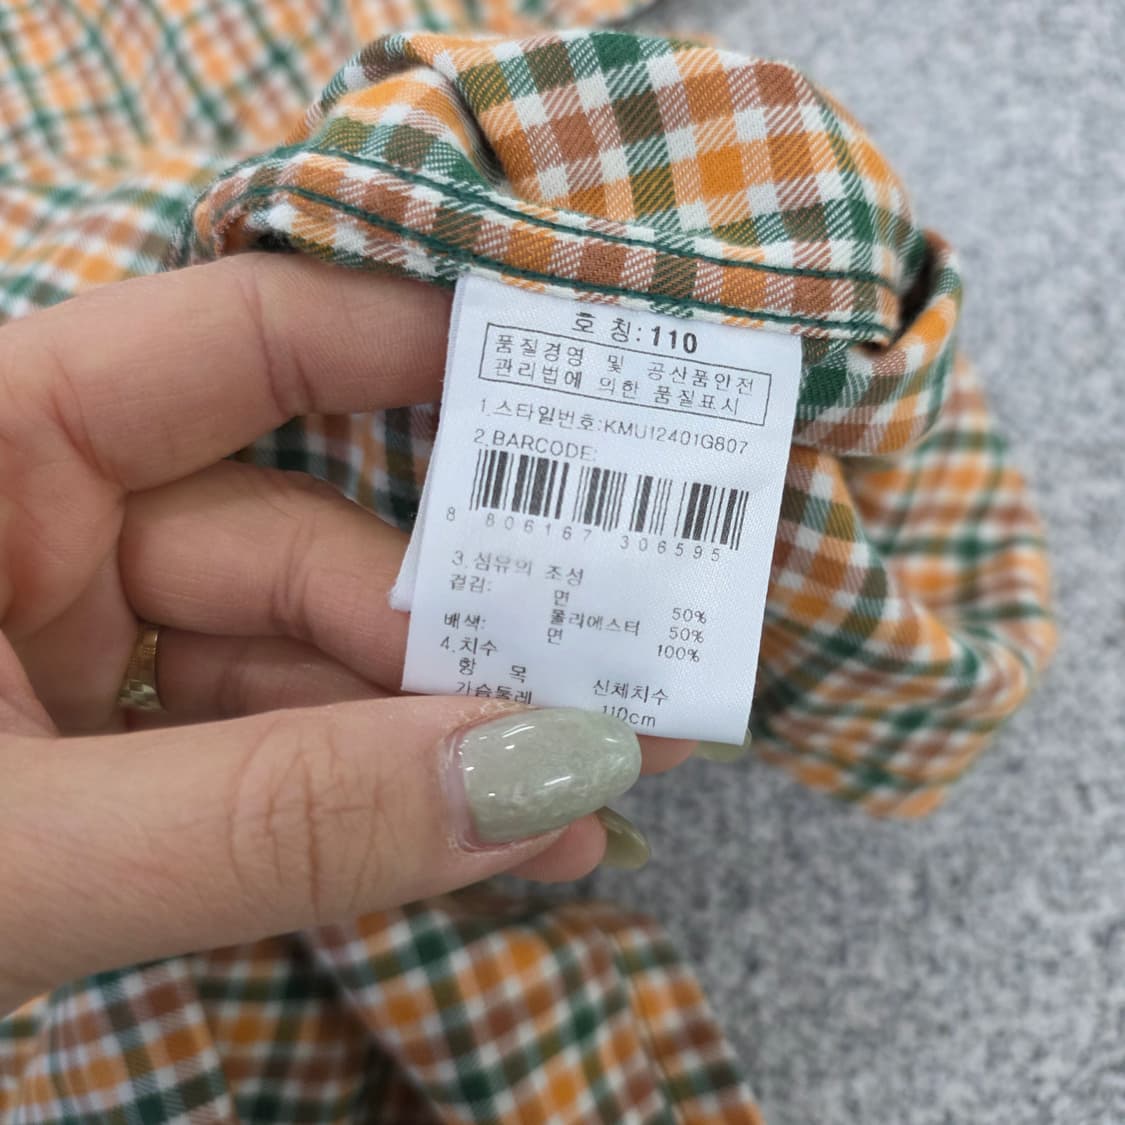 호 칭:110
품질경영 및 공산품안전
관리법에 의한 품질표시
1.스타일번호:KMU12401G807
2.BARCODE:
8 806167 306595
3.섬유의 조성
겉감: 면 50%
폴리에스터 50%
배색: 면 100%
4.치수
항 목 신체치수
가슴둘레 110cm